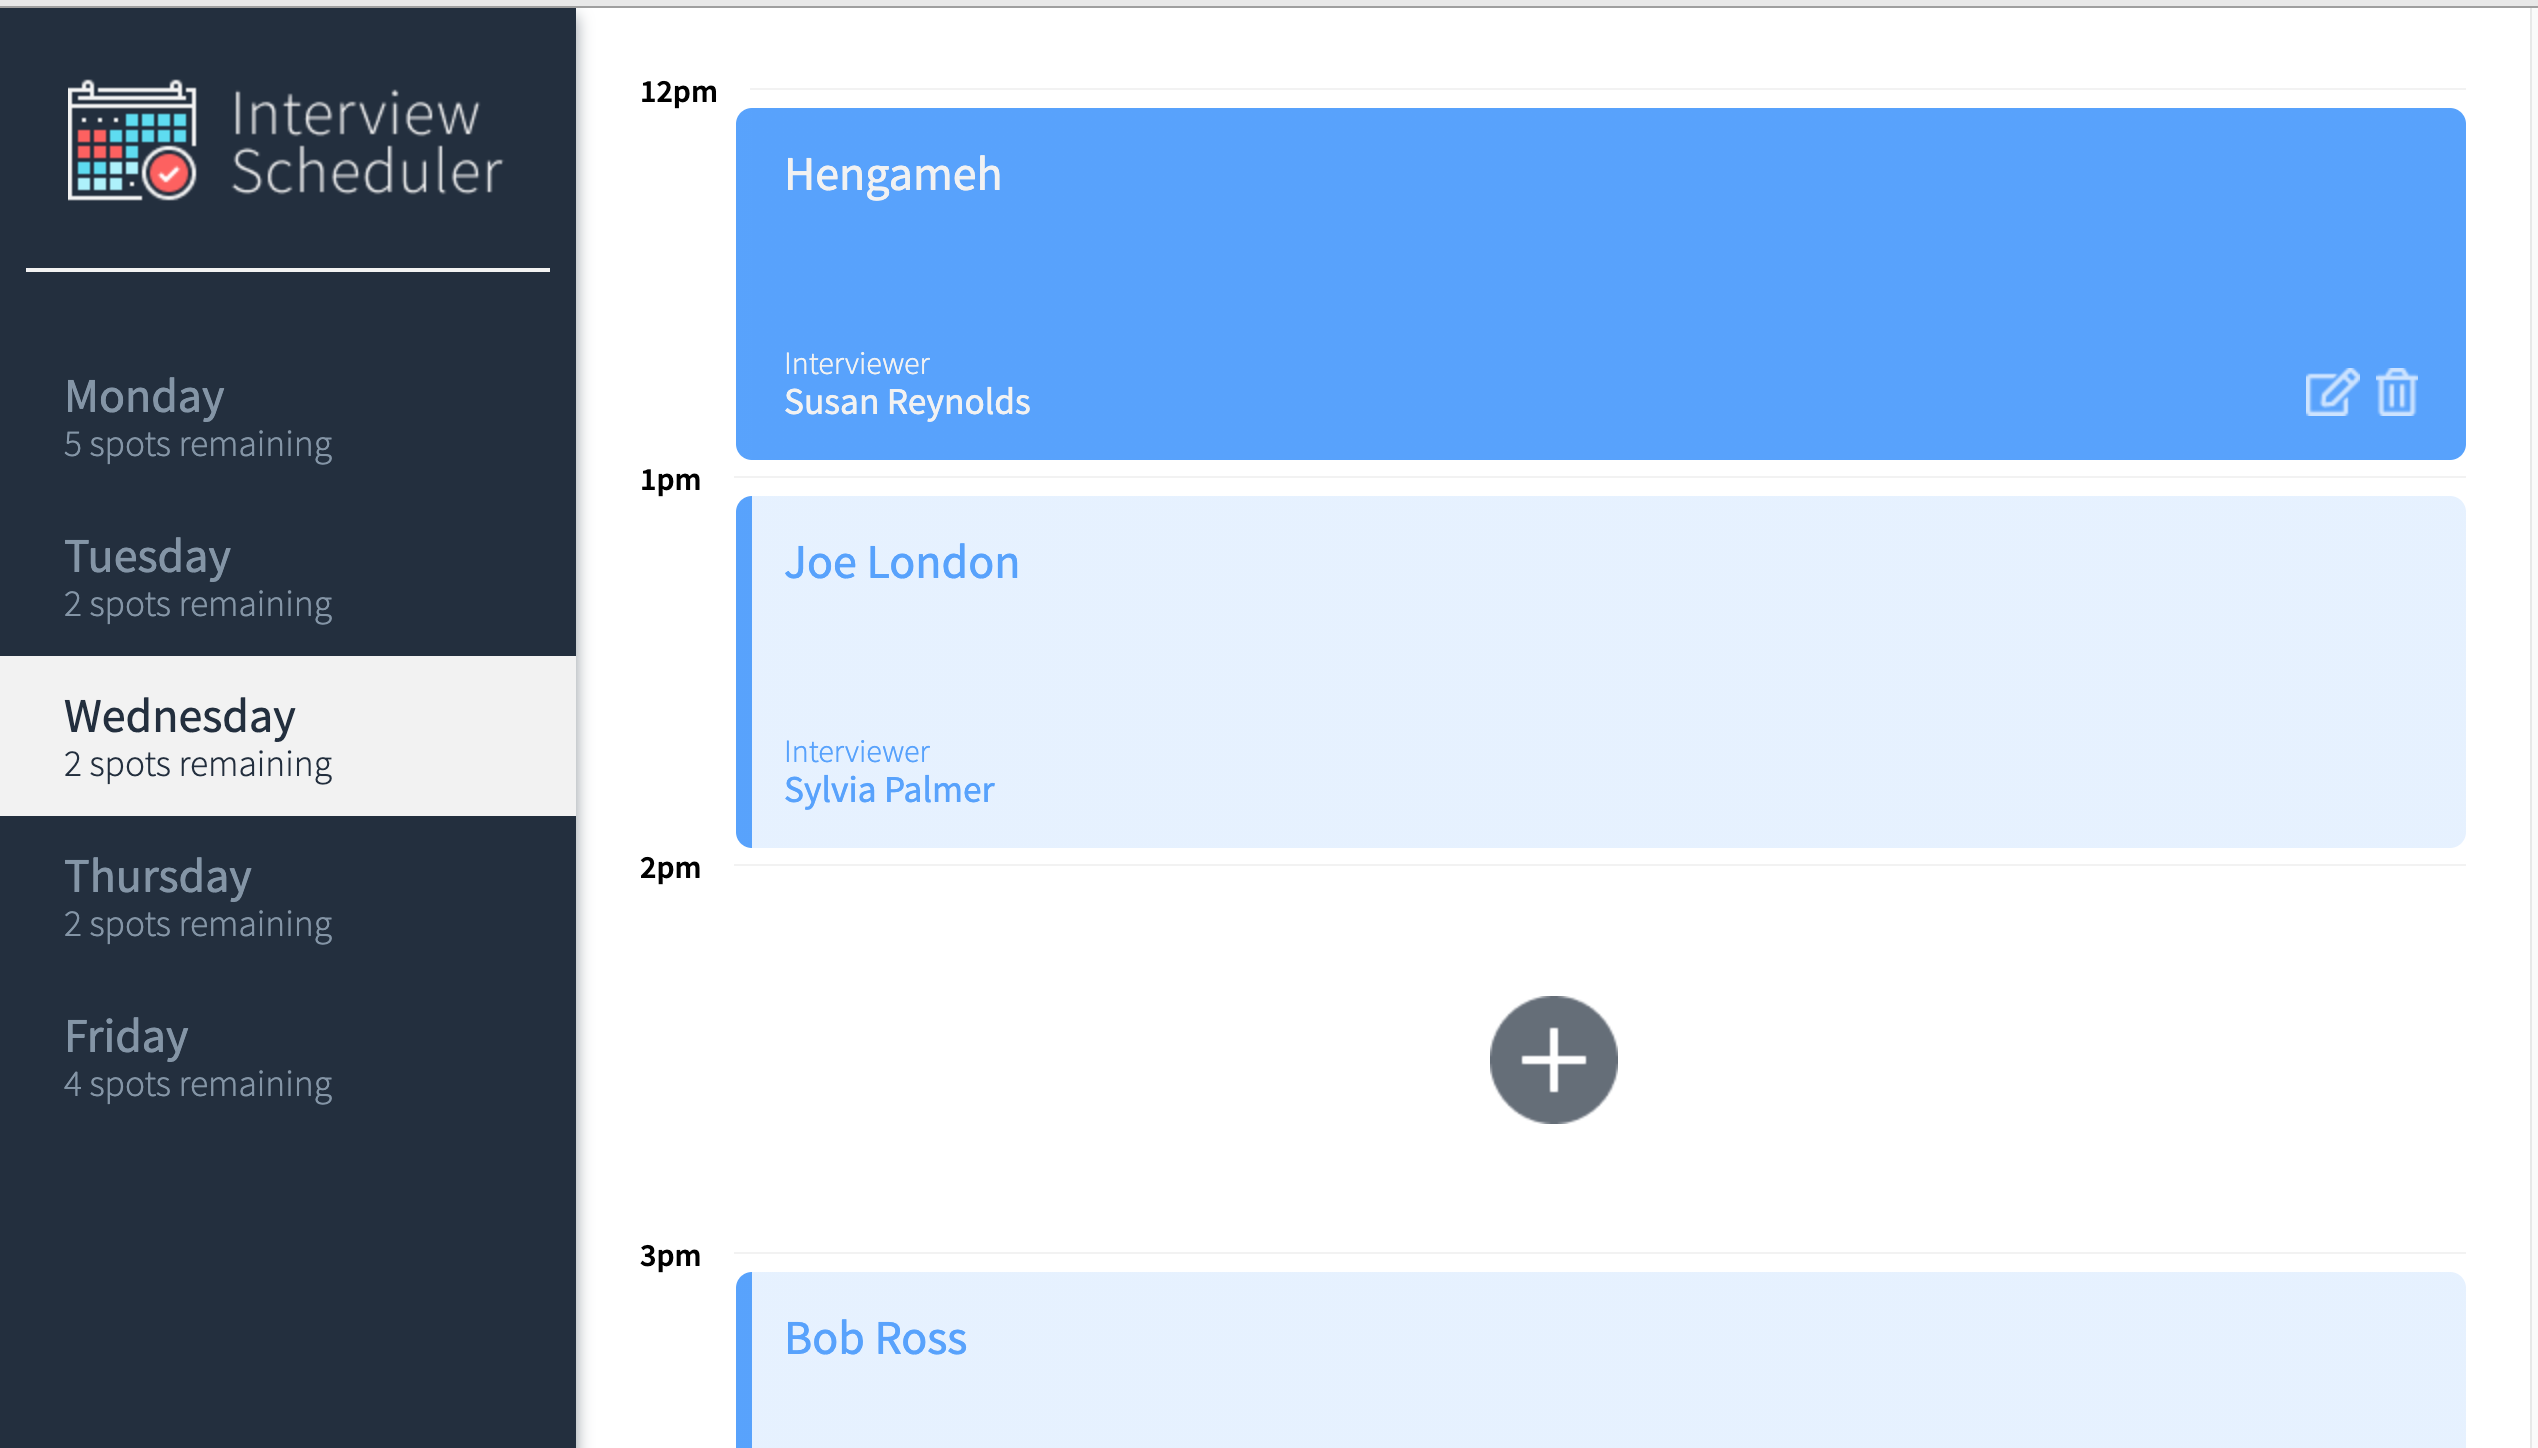 Interview
Scheduler
Monday
5 spots remaining
Tuesday
2 spots remaining
Wednesday
2 spots remaining
Thursday
2 spots remaining
Friday
4 spots remaining
12pm
Hengameh
Interviewer
Susan Reynolds
1pm
Joe London
Interviewer
Sylvia Palmer
2pm
3pm
Bob Ross